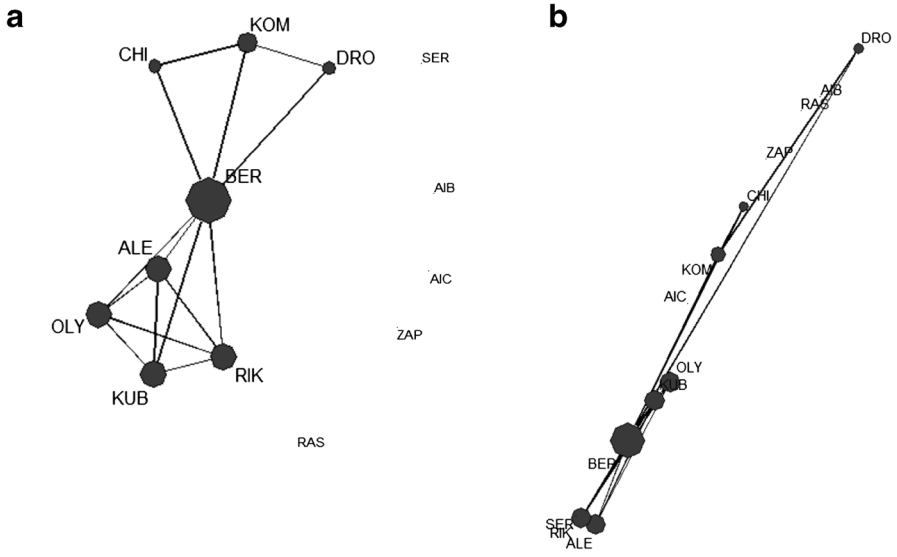 a
KOM
CHI
DRO
SER
BER
AIB
ALE
AIC
OLY
ZAP
RIK
KUB
RAS
b
DRO
AIB
RAS
ZAP
CHI
KOM
AIC
OLY
KUB
BER
SER
RIK
ALE